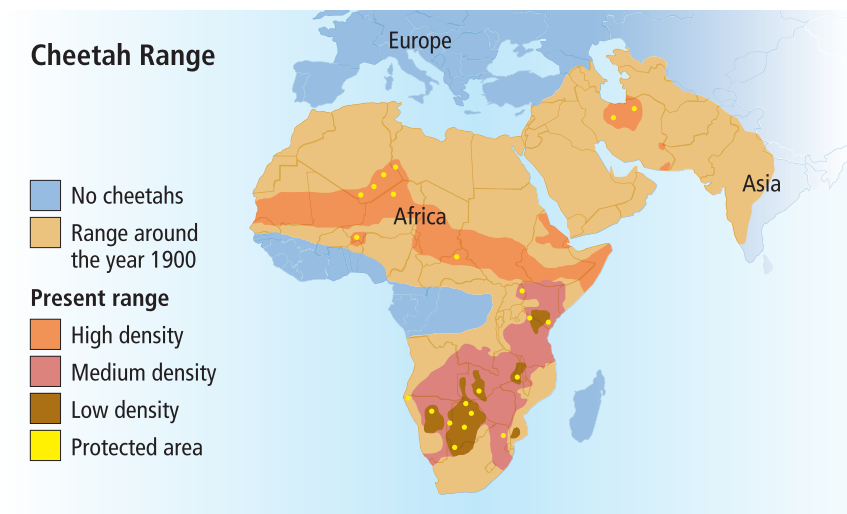 Cheetah Range
Europe
Asia
Africa
No cheetahs
Range around
the year 1900
Present range
High density
Medium density
Low density
Protected area